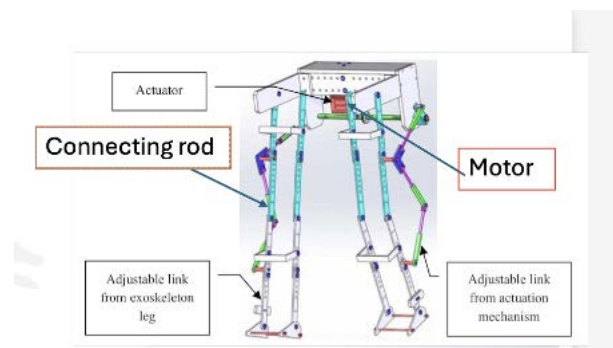 Actuator
Connecting rod
Motor
Adjustable link
from exoskeleton
leg
Adjustable link
from actuation
mechanism